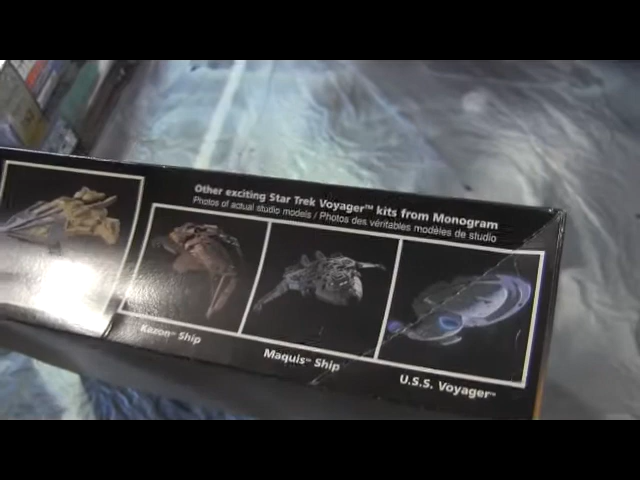 Other exciting Star Trek Voyager™ kits from Monogram
Photos of actual studio models / Photos des véritables modèles de studio
Kazon™ Ship
Maquis™ Ship
U.S.S. Voyager™